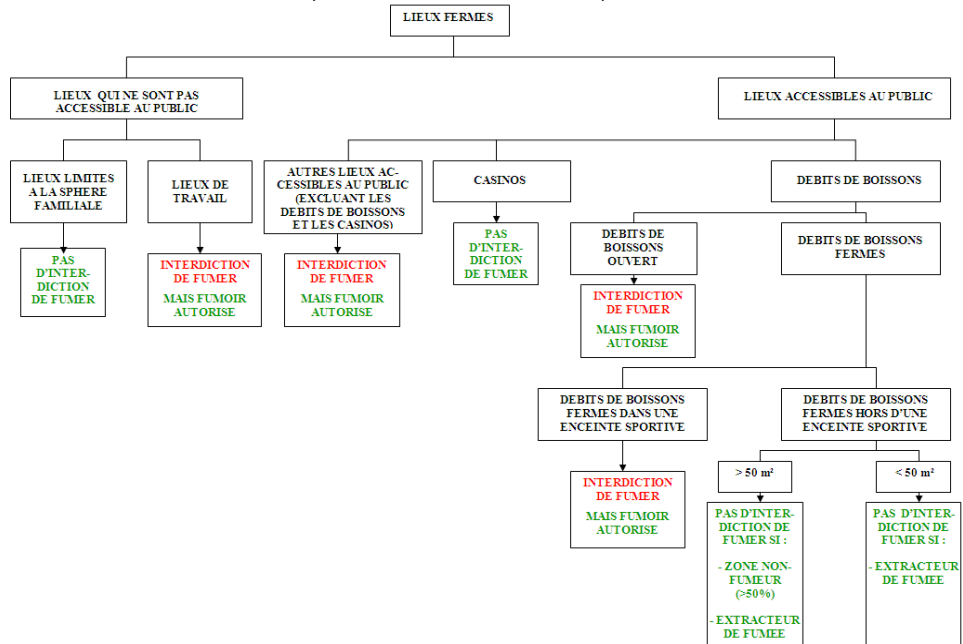 LIEUX FERMES
LIEUX QUI NE SONT PAS
ACCESSIBLE AU PUBLIC
LIEUX ACCESSIBLES AU PUBLIC
LIEUX LIMITES
A LA SPHERE
FAMILIALE
LIEUX DE
TRAVAIL
AUTRES LIEUX AC-
CESSIBLES AU PUBLIC
(EXCLUANT LES
DEBITS DE BOISSONS
ET LES CASINOS)
CASINOS
DEBITS DE BOISSONS
PAS
D'INTER-
DICTION
DE FUMER
INTERDICTION
DE FUMER
MAIS FUMOIR
AUTORISE
INTERDICTION
DE FUMER
MAIS FUMOIR
AUTORISE
PAS
D'INTER-
DICTION
DE FUMER
DEBITS DE
BOISSONS
OUVERT
DEBITS DE BOISSONS
FERMES
INTERDICTION
DE FUMER
MAIS FUMOIR
AUTORISE
DEBITS DE BOISSONS
FERMES DANS UNE
ENCEINTE SPORTIVE
DEBITS DE BOISSONS
FERMES HORS D'UNE
ENCEINTE SPORTIVE
INTERDICTION
DE FUMER
MAIS FUMOIR
AUTORISE
> 50 m²
< 50 m²
PAS D'INTER-
DICTION DE
FUMER SI :
- ZONE NON-
FUMEUR
(>50%)
- EXTRACTEUR
DE FUMEE
PAS D'INTER-
DICTION DE
FUMER SI :
- EXTRACTEUR
DE FUMEE